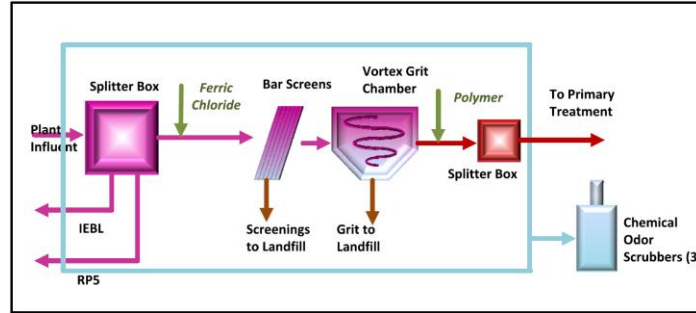 Splitter Box
Ferric
Chloride
Bar Screens
Vortex Grit
Chamber
Polymer
To Primary
Treatment
Plant
Influent
Splitter Box
IEBL
Screenings
to Landfill
Grit to
Landfill
RP5
Chemical
Odor
Scrubbers (3